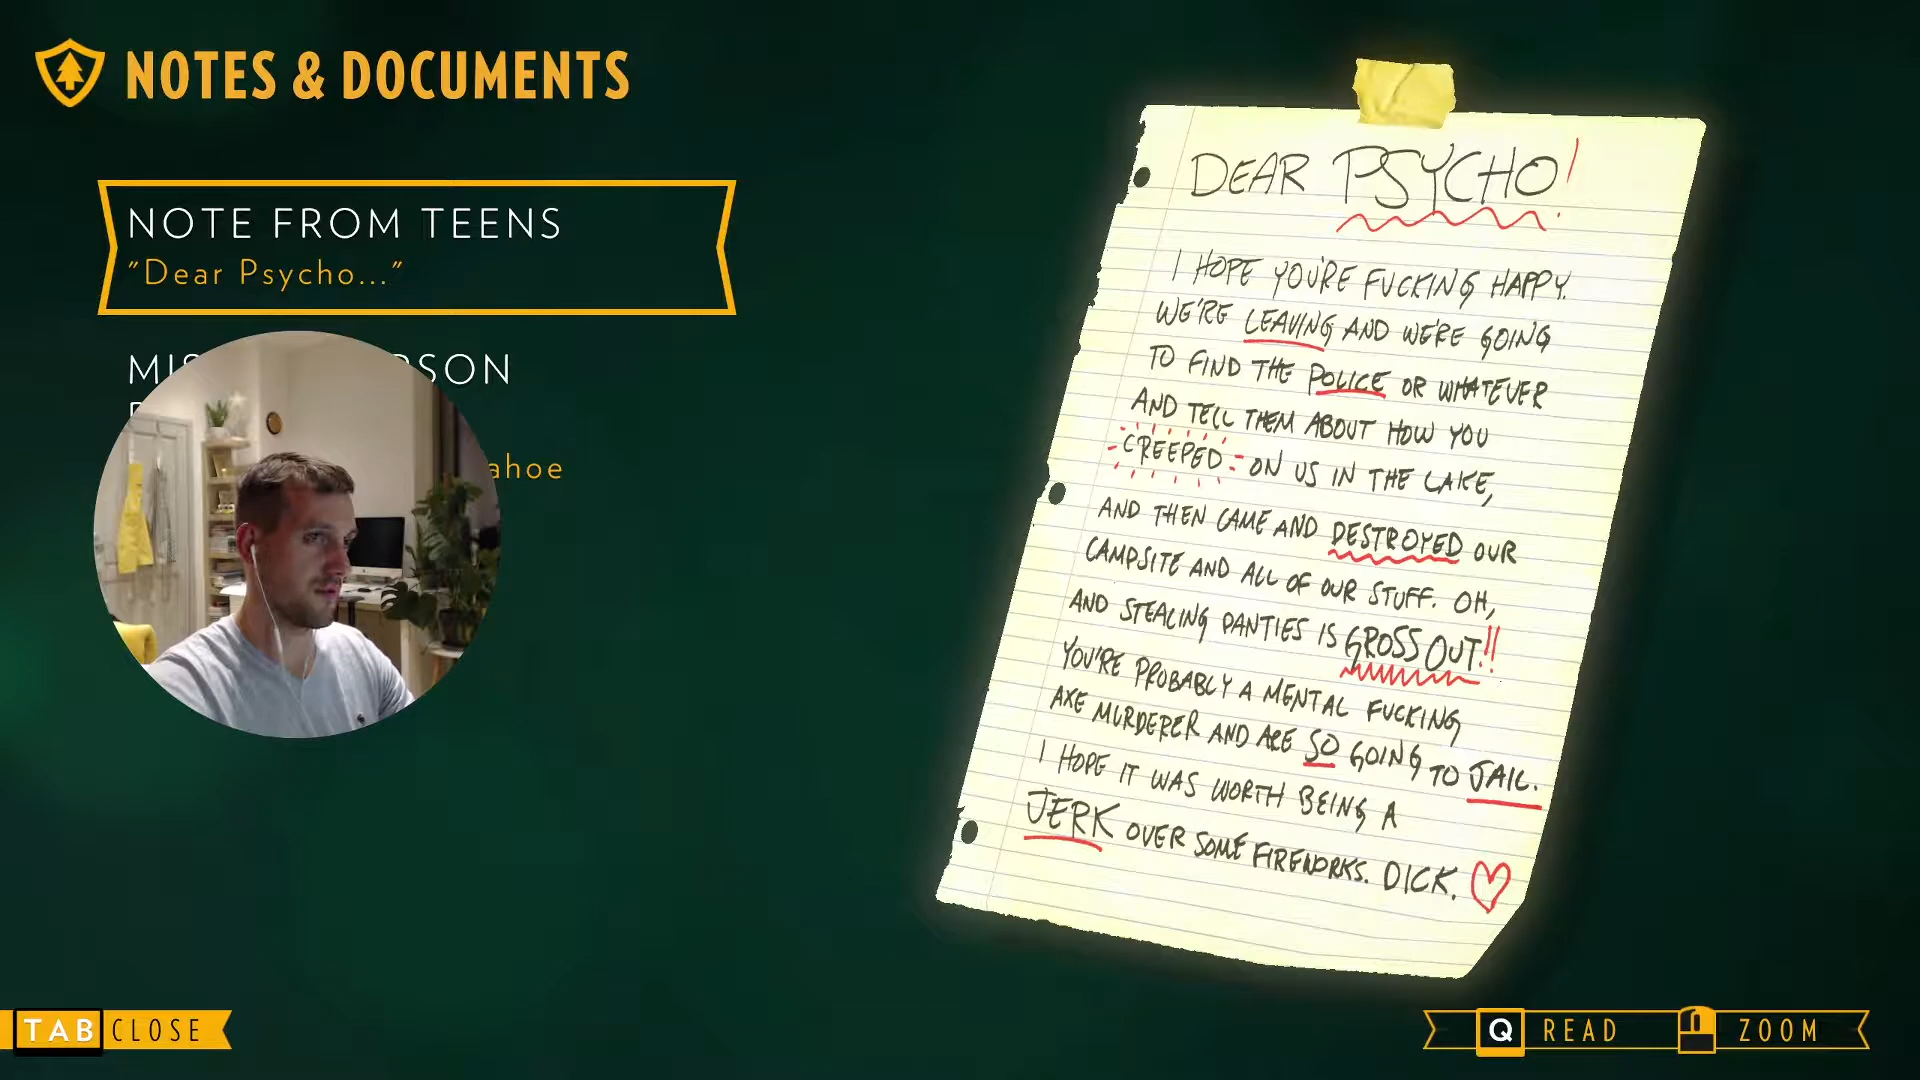 NOTES & DOCUMENTS
NOTE FROM TEENS
"Dear Psycho..."
DEAR PSYCHO!
I HOPE YOU'RE FUCKING HAPPY.
WE'RE LEAVING AND WE'RE GOING
TO FIND THE POLICE OR WHATEVER
AND TELL THEM ABOUT HOW YOU
CREEPED ON US IN THE LAKE,
AND THEN CAME AND DESTROYED OUR
CAMPSITE AND ALL OF OUR STUFF. OH,
AND STEALING PANTIES IS GROSS OUT!!
YOU'RE PROBABLY A MENTAL FUCKING
AXE MURDERER AND ARE SO GOING TO JAIL.
I HOPE IT WAS WORTH BEING A
JERK OVER SOME FIREWORKS. DICK.
TAB CLOSE
Q READ
ZOOM